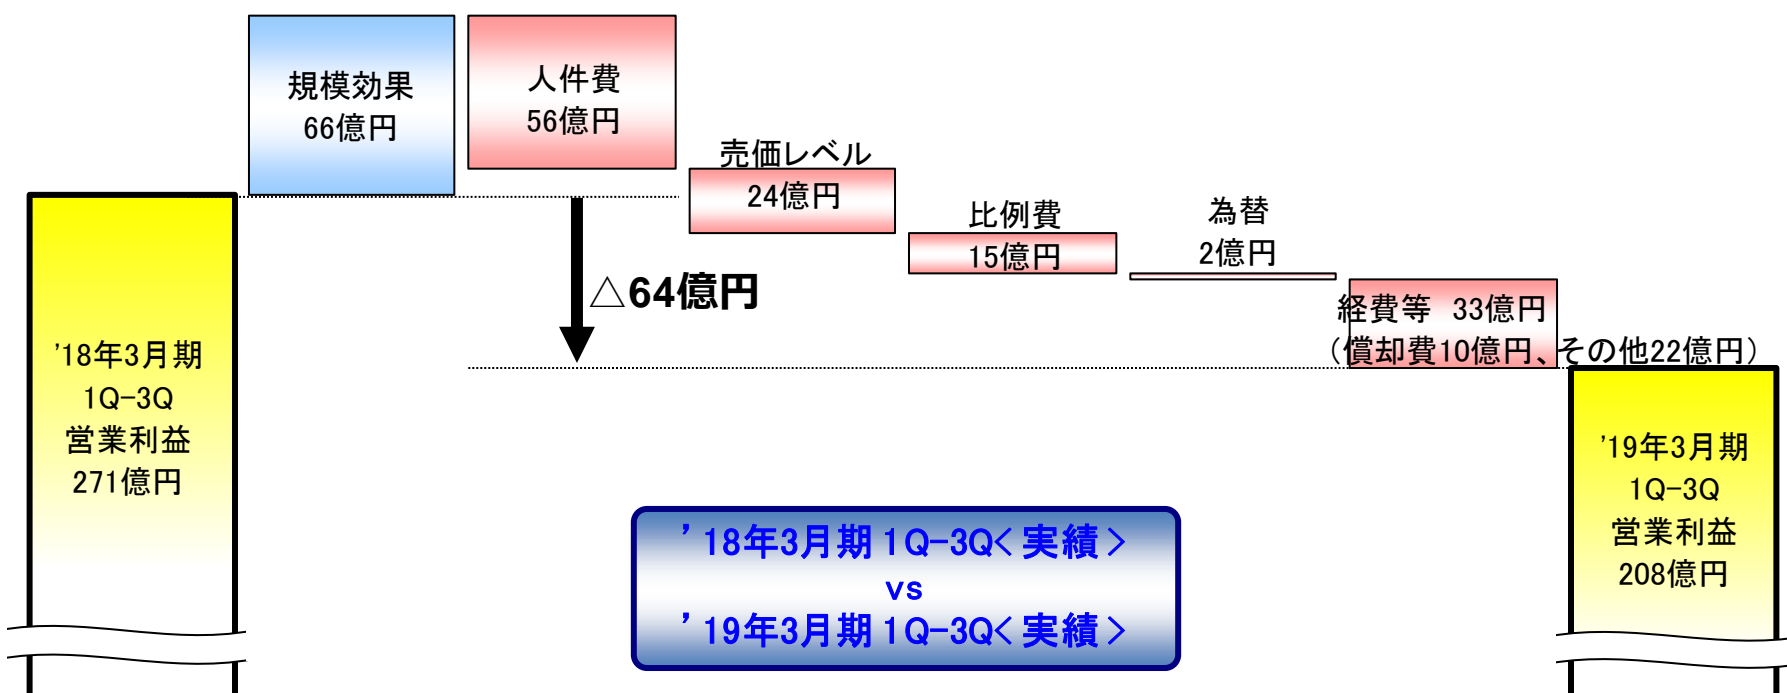 規模効果
66億円
人件費
56億円
売価レベル
24億円
比例費
15億円
為替
2億円
経費等 33億円
（償却費10億円、その他22億円）
△64億円
'18年3月期
1Q-3Q
営業利益
271億円
'19年3月期
1Q-3Q
営業利益
208億円
’18年3月期 1Q-3Q<実績>
vs
’19年3月期 1Q-3Q<実績>